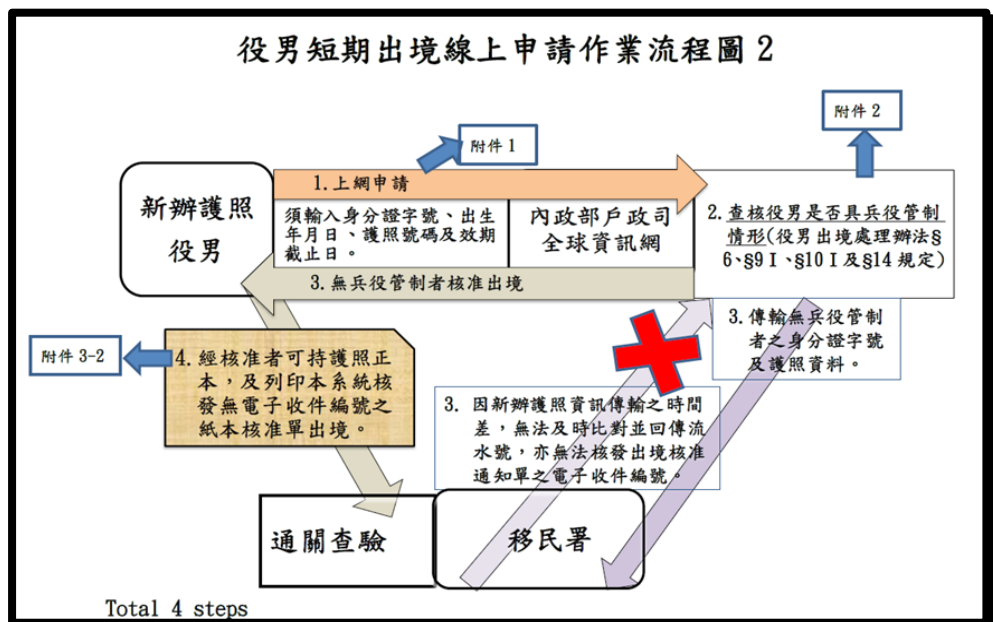 役男短期出境線上申請作業流程圖 2
附件 2
附件 1
1.上網申請
新辦護照
役男
須輸入身分證字號、出生
年月日、護照號碼及效期
截止日。
內政部戶政司
全球資訊網
2.查核役男是否具兵役管制
情形(役男出境處理辦法§
6、§9 I、§10 I 及§14 規定)
3.無兵役管制者核准出境
3.傳輸無兵役管制
者之身分證字號
及護照資料。
附件 3-2
4.經核准者可持護照正
本，及列印本系統核
發無電子收件編號之
紙本核准單出境。
3. 因新辦護照資訊傳輸之時間
差，無法及時比對並回傳流
水號，亦無法核發出境核准
通知單之電子收件編號。
通關查驗
移民署
Total 4 steps